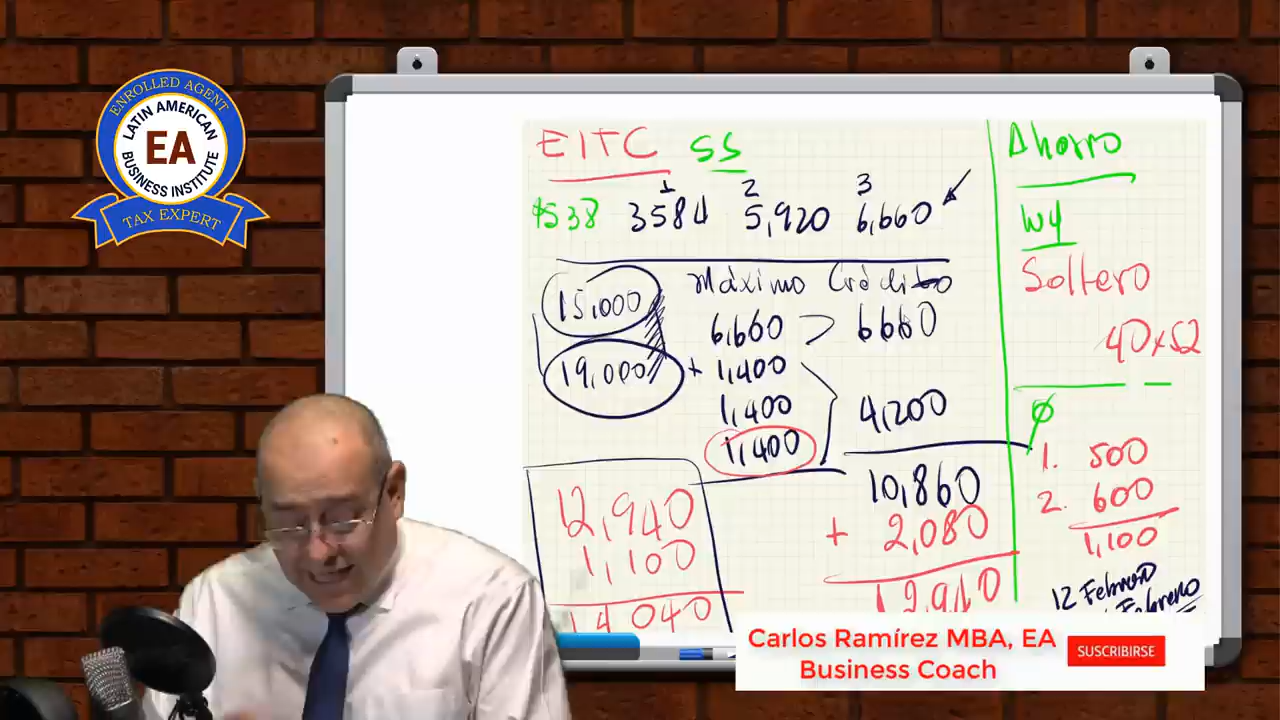 ENROLLED AGENT
LATIN AMERICAN
EA
BUSINESS INSTITUTE
TAX EXPERT
EITC SS
1 2 3
$538 3584 5,920 6,660
15,000
19,000
Máximo Crédito
6,660 > 6660
+ 1,400
1,400 4,200
1,400
10,860
+ 2,080
12,940
1,100
14 040
Ahorro
W4
Soltero
40x52
Ø
1. 500
2. 600
1,100
12 Febrero
Febrero
Carlos Ramírez MBA, EA
Business Coach
SUSCRIBIRSE